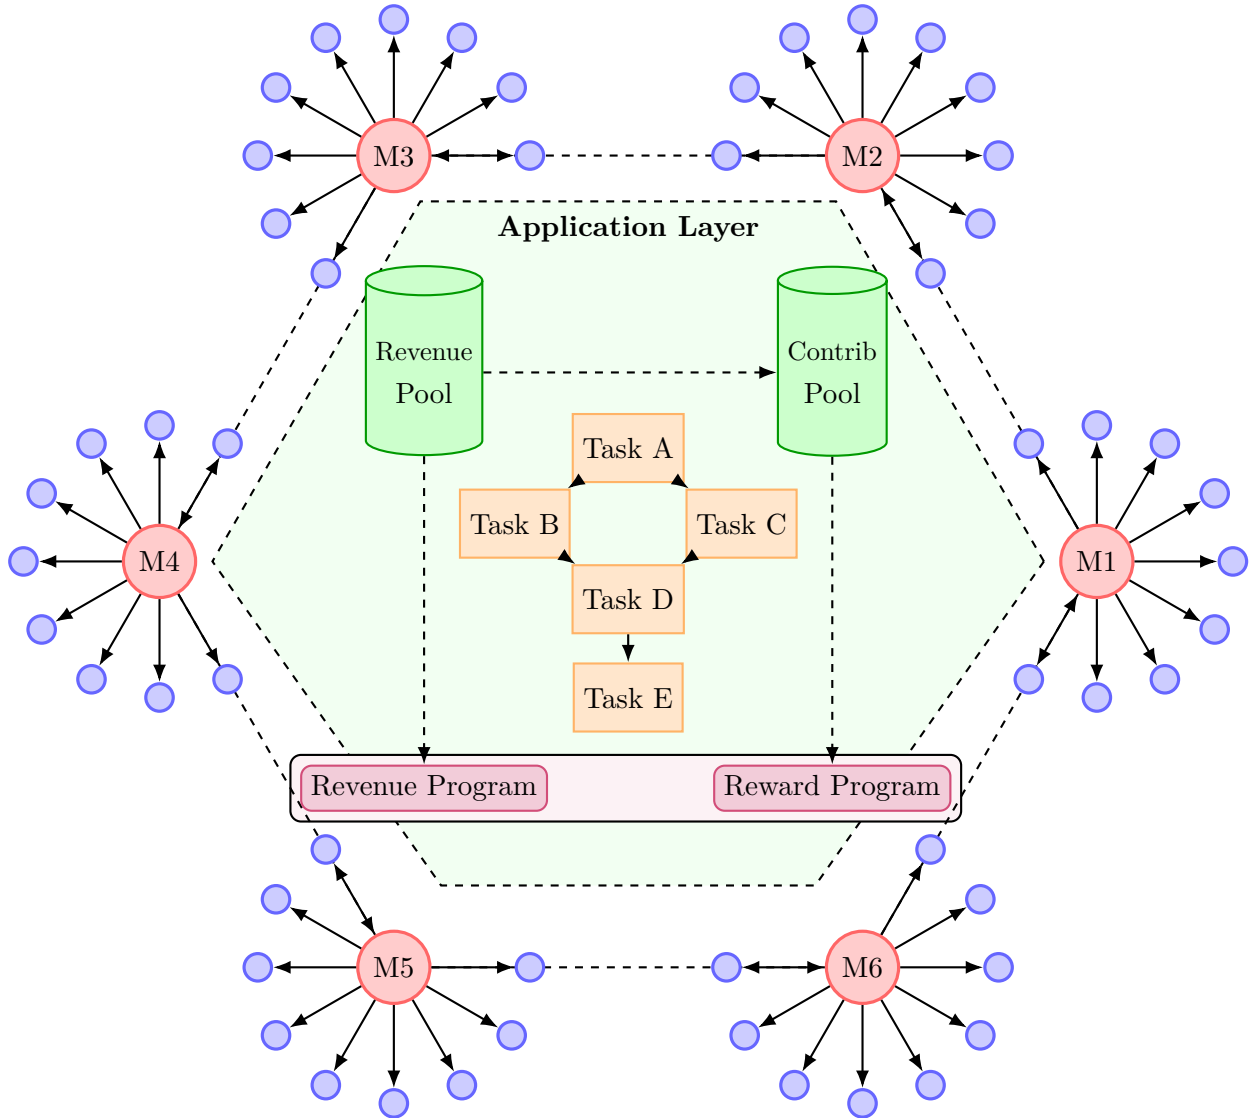 M3
M2
Application Layer
Revenue
Pool
Contrib
Pool
Task A
Task B
Task C
M4
M1
Task D
Task E
Revenue Program
Reward Program
M5
M6